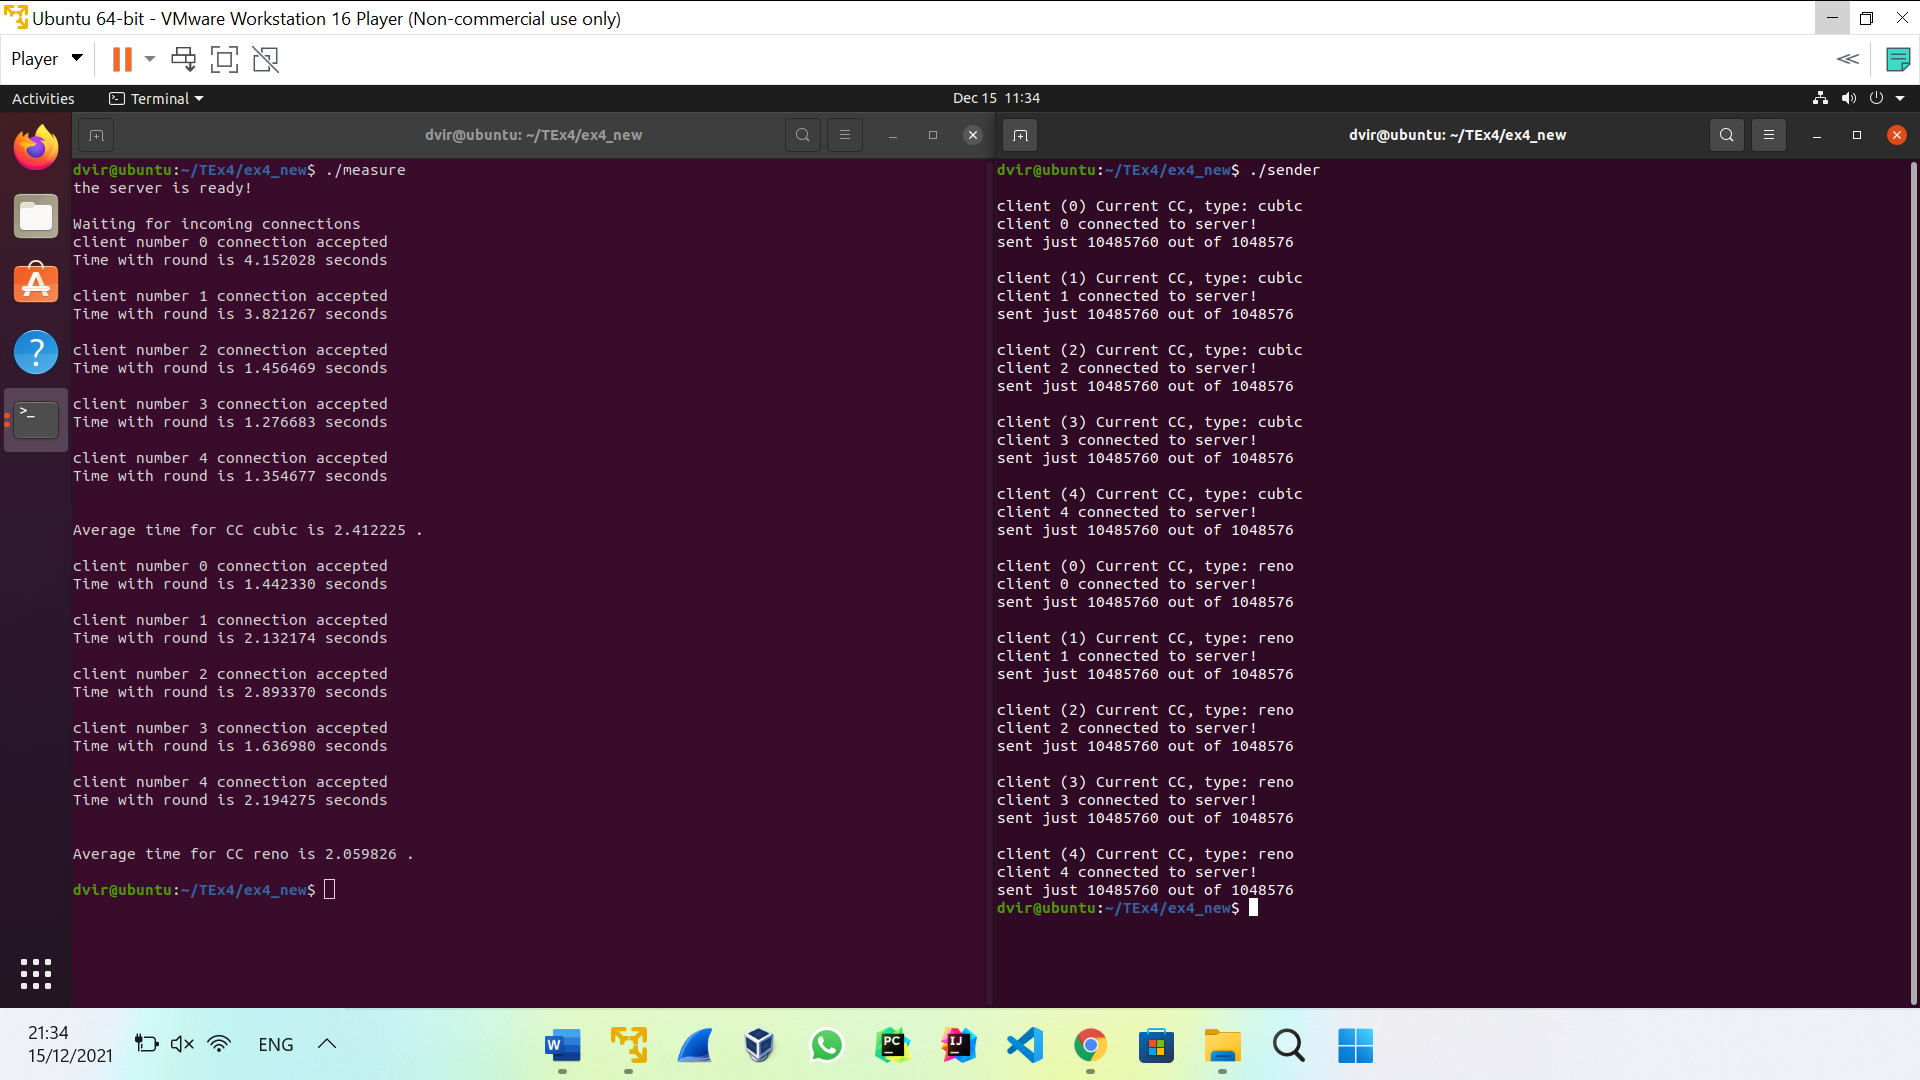 Ubuntu 64-bit - VMware Workstation 16 Player (Non-commercial use only)
Player
Activities
Terminal
Dec 15 11:34
dvir@ubuntu: ~/TEx4/ex4_new
dvir@ubuntu:~/TEx4/ex4_new$ ./measure
the server is ready!
Waiting for incoming connections
client number 0 connection accepted
Time with round is 4.152028 seconds
client number 1 connection accepted
Time with round is 3.821267 seconds
client number 2 connection accepted
Time with round is 1.456469 seconds
client number 3 connection accepted
Time with round is 1.276683 seconds
client number 4 connection accepted
Time with round is 1.354677 seconds
Average time for CC cubic is 2.412225 .
client number 0 connection accepted
Time with round is 1.442330 seconds
client number 1 connection accepted
Time with round is 2.132174 seconds
client number 2 connection accepted
Time with round is 2.893370 seconds
client number 3 connection accepted
Time with round is 1.636980 seconds
client number 4 connection accepted
Time with round is 2.194275 seconds
Average time for CC reno is 2.059826 .
dvir@ubuntu:~/TEx4/ex4_new$
dvir@ubuntu: ~/TEx4/ex4_new
dvir@ubuntu:~/TEx4/ex4_new$ ./sender
client (0) Current CC, type: cubic
client 0 connected to server!
sent just 10485760 out of 1048576
client (1) Current CC, type: cubic
client 1 connected to server!
sent just 10485760 out of 1048576
client (2) Current CC, type: cubic
client 2 connected to server!
sent just 10485760 out of 1048576
client (3) Current CC, type: cubic
client 3 connected to server!
sent just 10485760 out of 1048576
client (4) Current CC, type: cubic
client 4 connected to server!
sent just 10485760 out of 1048576
client (0) Current CC, type: reno
client 0 connected to server!
sent just 10485760 out of 1048576
client (1) Current CC, type: reno
client 1 connected to server!
sent just 10485760 out of 1048576
client (2) Current CC, type: reno
client 2 connected to server!
sent just 10485760 out of 1048576
client (3) Current CC, type: reno
client 3 connected to server!
sent just 10485760 out of 1048576
client (4) Current CC, type: reno
client 4 connected to server!
sent just 10485760 out of 1048576
dvir@ubuntu:~/TEx4/ex4_new$
21:34
15/12/2021
ENG
W
PC
IJ